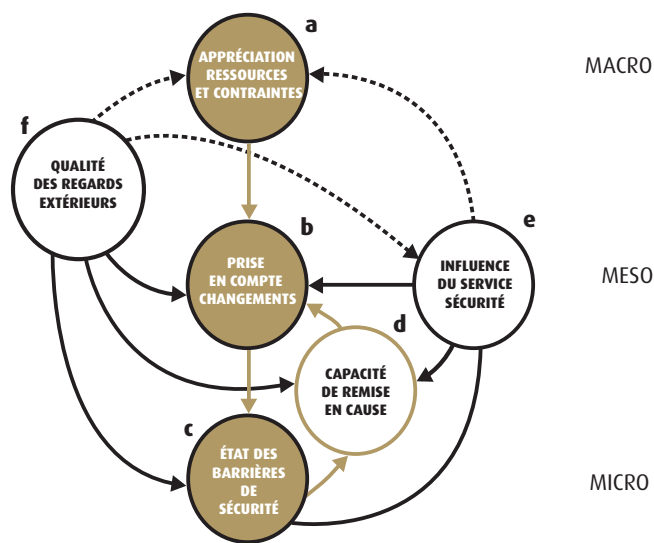 a
APPRÉCIATION
RESSOURCES
ET CONTRAINTES
MACRO
f
QUALITÉ
DES REGARDS
EXTÉRIEURS
b
PRISE
EN COMPTE
CHANGEMENTS
e
INFLUENCE
DU SERVICE
SÉCURITÉ
MESO
d
CAPACITÉ
DE REMISE
EN CAUSE
c
ÉTAT DES
BARRIÈRES
DE
SÉCURITÉ
MICRO